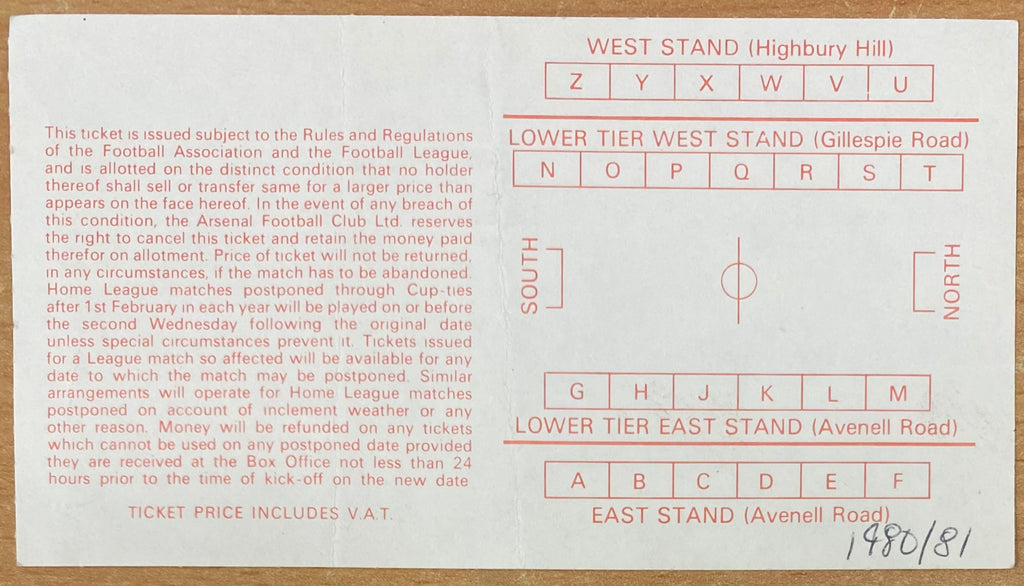 This ticket is issued subject to the Rules and Regulations
of the Football Association and the Football League,
and is allotted on the distinct condition that no holder
thereof shall sell or transfer same for a larger price than
appears on the face hereof. In the event of any breach of
this condition, the Arsenal Football Club Ltd. reserves
the right to cancel this ticket and retain the money paid
therefor on allotment. Price of ticket will not be returned,
in any circumstances, if the match has to be abandoned.
Home League matches postponed through Cup-ties
after 1st February in each year will be played on or before
the second Wednesday following the original date
unless special circumstances prevent it. Tickets issued
for a League match so affected will be available for any
date to which the match may be postponed. Similar
arrangements will operate for Home League matches
postponed on account of inclement weather or any
other reason. Money will be refunded on any tickets
which cannot be used on any postponed date provided
they are received at the Box Office not less than 24
hours prior to the time of kick-off on the new date
TICKET PRICE INCLUDES V.A.T.
WEST STAND (Highbury Hill)
Z Y X W V U
LOWER TIER WEST STAND (Gillespie Road)
N O P Q R S T
SOUTH
NORTH
G H J K L M
LOWER TIER EAST STAND (Avenell Road)
A B C D E F
EAST STAND (Avenell Road)
1980/81